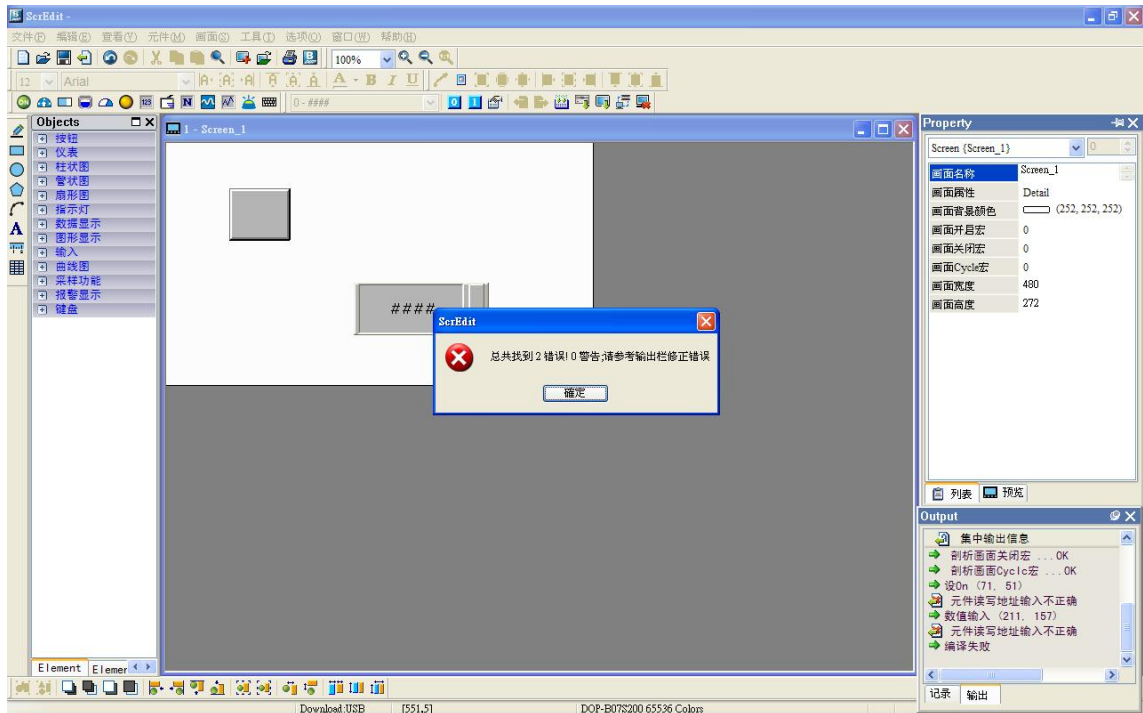 ScrEdit -
文件(F) 编辑(E) 查看(V) 元件(M) 画面(S) 工具(T) 选项(O) 窗口(W) 帮助(H)
100%
12 Arial
0 - ####
Objects
按钮
仪表
柱状图
管状图
扇形图
指示灯
数据显示
图形显示
输入
曲线图
采样功能
报警显示
键盘
Element Elemer
1 - Screen_1
####
ScrEdit
总共找到 2 错误! 0 警告;请参考输出栏修正错误
確定
Property
Screen {Screen_1} 0
画面名称 Screen_1
画面属性 Detail
画面背景颜色 (252, 252, 252)
画面开启宏 0
画面关闭宏 0
画面Cycle宏 0
画面宽度 480
画面高度 272
列表 预览
Output
集中输出信息
剖析画面关闭宏 ...OK
剖析画面Cycle宏 ...OK
设On (71, 51)
元件读写地址输入不正确
数值输入 (211, 157)
元件读写地址输入不正确
编译失败
记录 输出
Download:USB [551,5] DOP-B07S200 65536 Colors